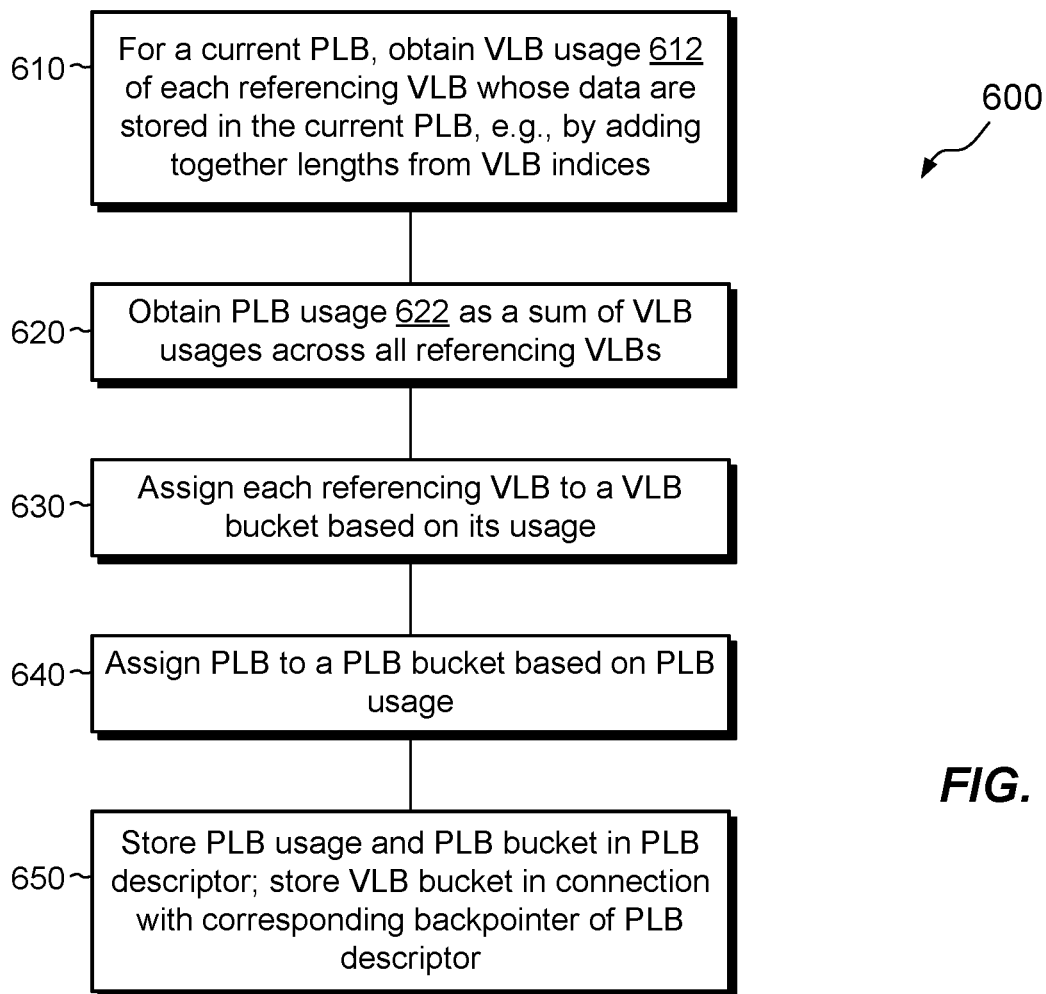 610
For a current PLB, obtain VLB usage 612
of each referencing VLB whose data are
stored in the current PLB, e.g., by adding
together lengths from VLB indices
600
620
Obtain PLB usage 622 as a sum of VLB
usages across all referencing VLBs
630
Assign each referencing VLB to a VLB
bucket based on its usage
640
Assign PLB to a PLB bucket based on PLB
usage
FIG.
650
Store PLB usage and PLB bucket in PLB
descriptor; store VLB bucket in connection
with corresponding backpointer of PLB
descriptor